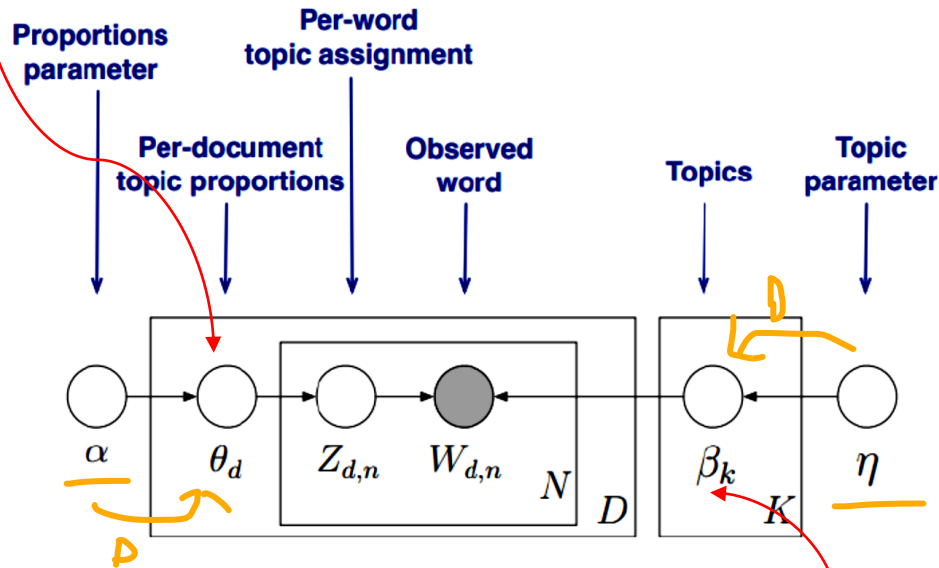 Proportions
parameter
Per-word
topic assignment
Per-document
topic proportions
Observed
word
Topics
Topic
parameter
D
α
θd
Zd,n
Wd,n
N
D
βk
K
η
D